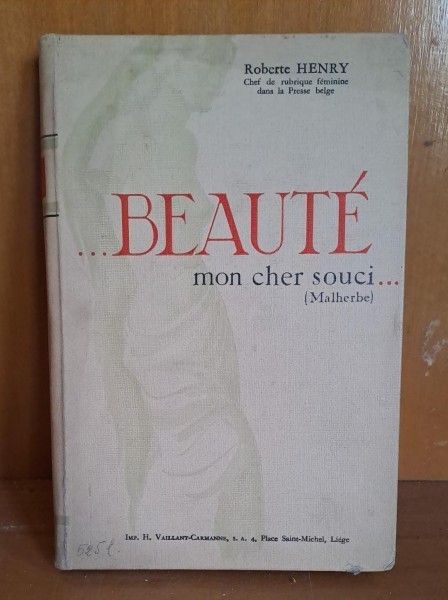 Roberte HENRY
Chef de rubrique féminine
dans la Presse belge
...BEAUTÉ
mon cher souci...
(Malherbe)
IMP. H. VAILLANT-CARMANNE, S. A. 4, Place Saint-Michel, Liége